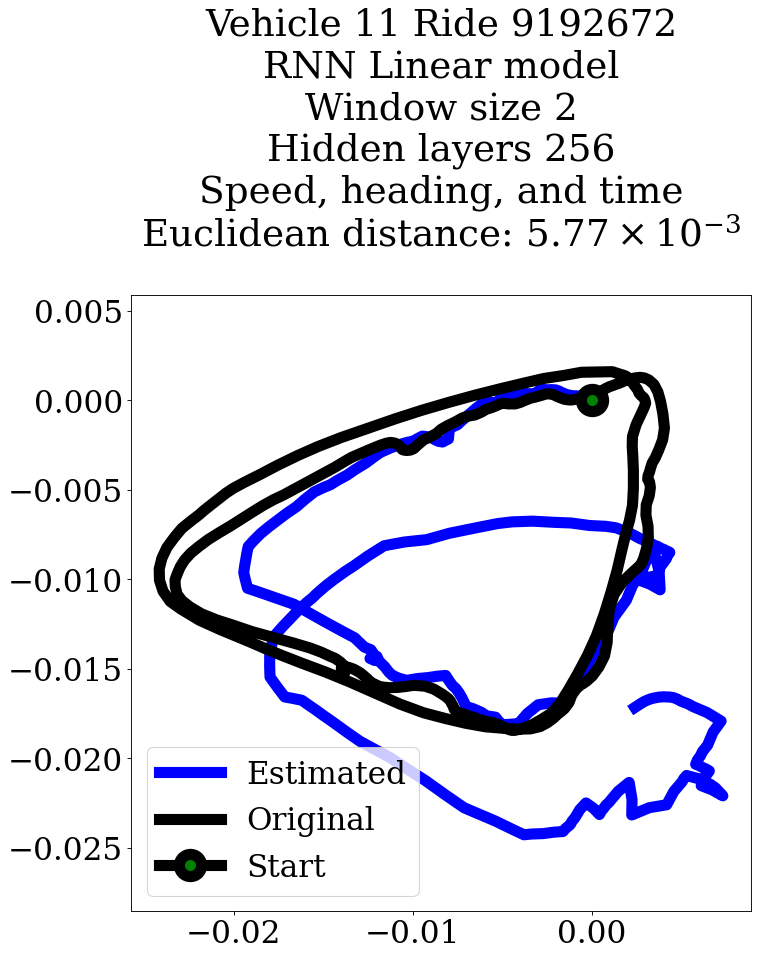 Vehicle 11 Ride 9192672
RNN Linear model
Window size 2
Hidden layers 256
Speed, heading, and time
Euclidean distance: 5.77 × 10⁻³
0.005
0.000
−0.005
−0.010
−0.015
−0.020
−0.025
Estimated
Original
Start
−0.02
−0.01
0.00